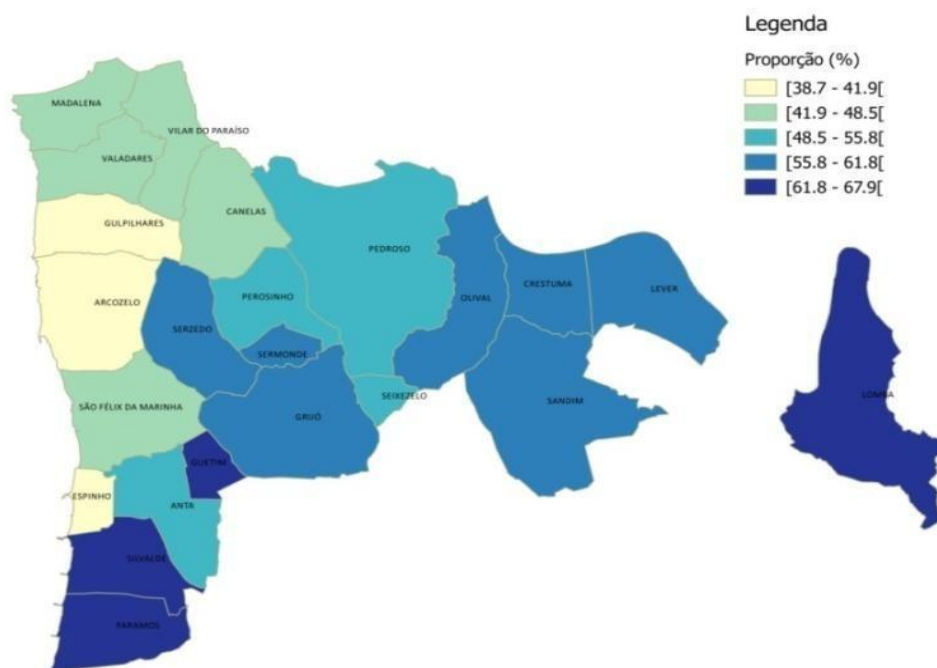 Legenda
Proporção (%)
[38.7 - 41.9[
[41.9 - 48.5[
[48.5 - 55.8[
[55.8 - 61.8[
[61.8 - 67.9[
MADALENA
VILAR DO PARAÍSO
VALADARES
CANELAS
GULPILHARES
PEDROSO
CRESTUMA
LEVER
OLIVAL
PEROSINHO
ARCOZELO
SERZEDO
SERMONDE
SEIXEZELO
SANDIM
LOMBA
SÃO FÉLIX DA MARINHA
GRIJÓ
GUETIM
ESPINHO
ANTA
SILVALDE
PARAMOS